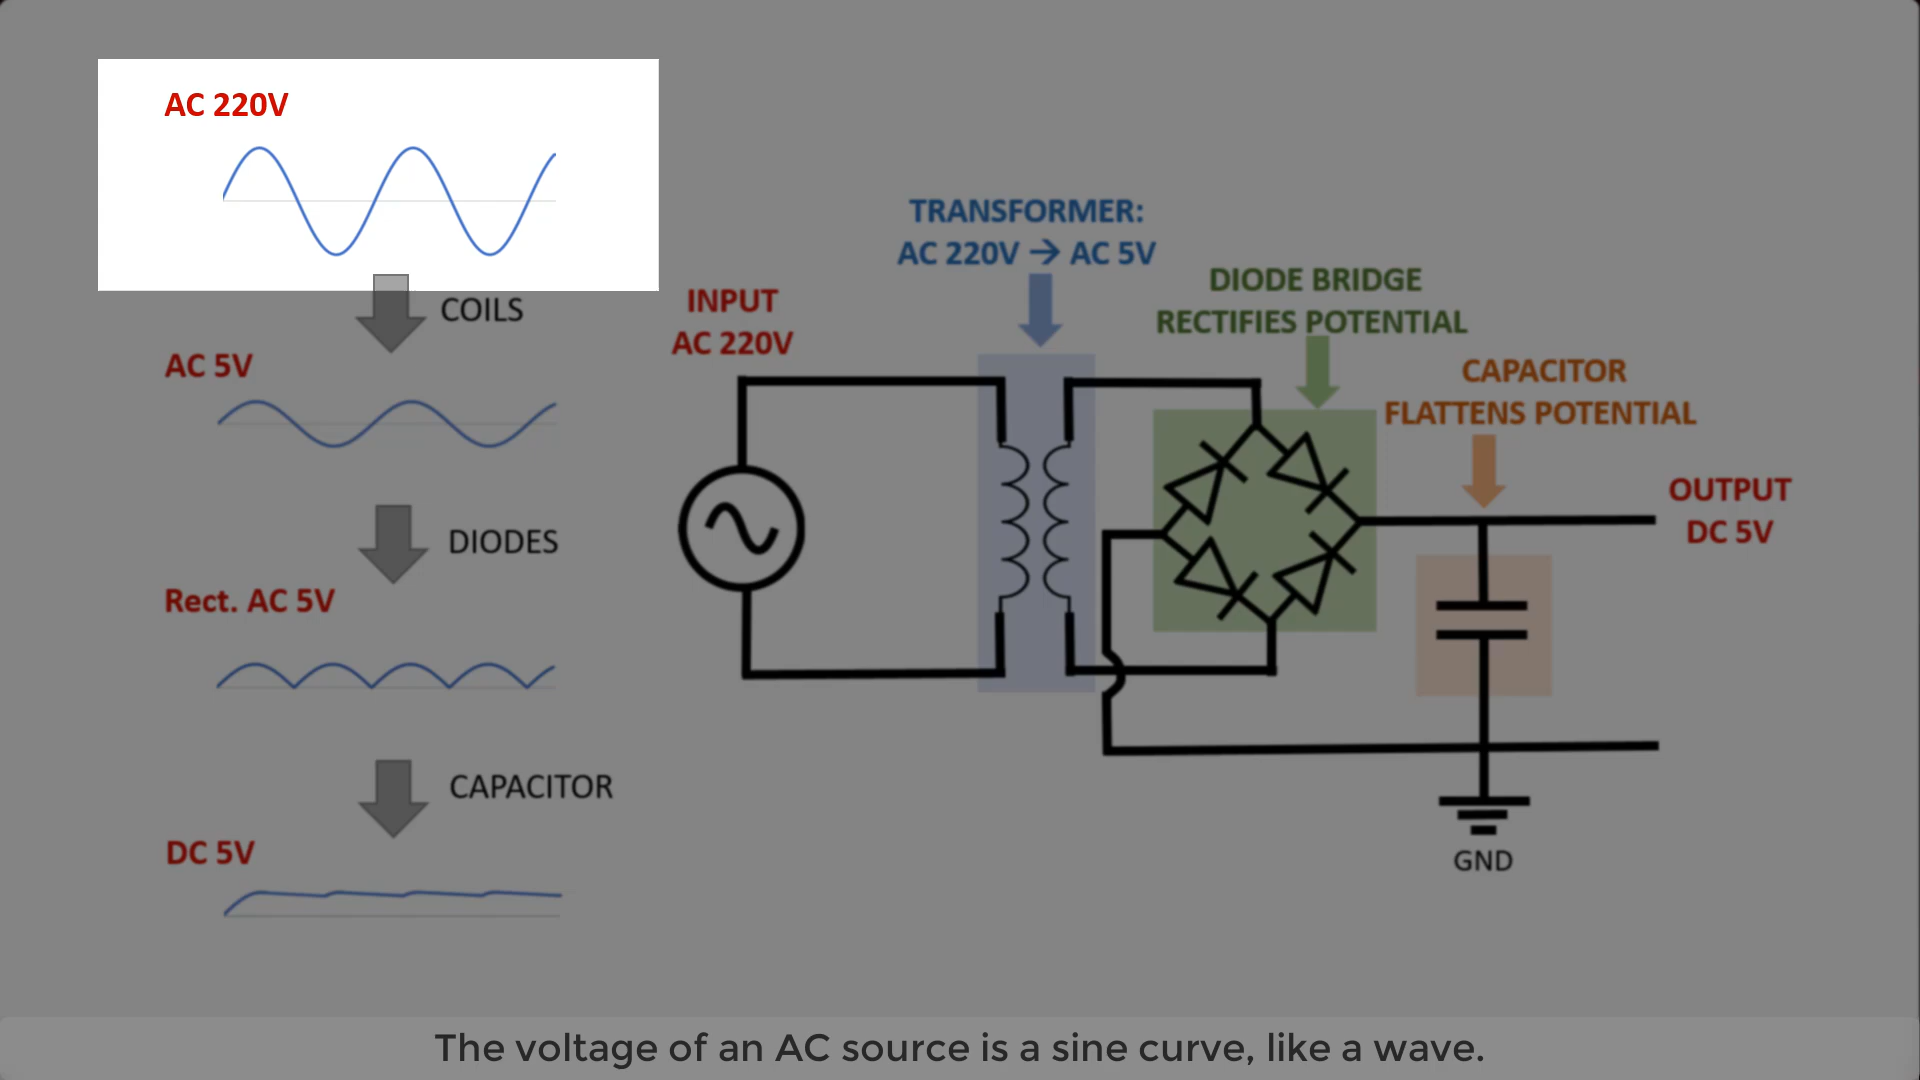 AC 220V
COILS
AC 5V
DIODES
Rect. AC 5V
CAPACITOR
DC 5V
INPUT
AC 220V
TRANSFORMER:
AC 220V → AC 5V
DIODE BRIDGE
RECTIFIES POTENTIAL
CAPACITOR
FLATTENS POTENTIAL
OUTPUT
DC 5V
GND
The voltage of an AC source is a sine curve, like a wave.